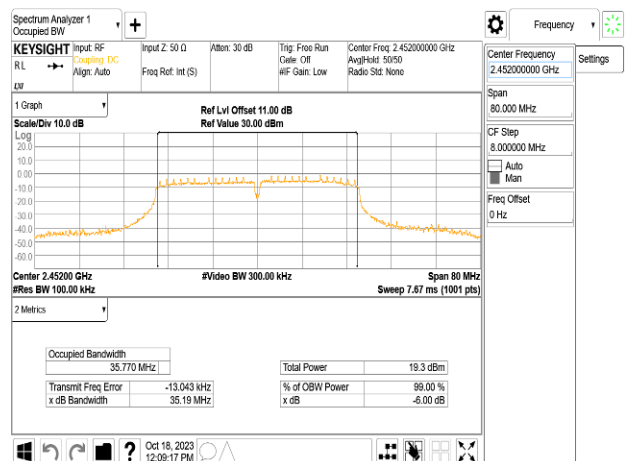 Spectrum Analyzer 1
Occupied BW
Frequency
KEYSIGHT
RL
Input: RF
Coupling: DC
Align: Auto
Input Z: 50 Ω
Freq Ref: Int (S)
Atten: 30 dB
Trig: Free Run
Gate: Off
#IF Gain: Low
Center Freq: 2.452000000 GHz
Avg|Hold: 50/50
Radio Std: None
Center Frequency
2.452000000 GHz
Settings
Span
80.000 MHz
CF Step
8.000000 MHz
Auto
Man
Freq Offset
0 Hz
1 Graph
Scale/Div 10.0 dB
Ref Lvl Offset 11.00 dB
Ref Value 30.00 dBm
Log
20.0
10.0
0.00
-10.0
-20.0
-30.0
-40.0
-50.0
-60.0
Center 2.45200 GHz
#Res BW 100.00 kHz
#Video BW 300.00 kHz
Span 80 MHz
Sweep 7.67 ms (1001 pts)
2 Metrics
Occupied Bandwidth
35.770 MHz
Total Power 19.3 dBm
Transmit Freq Error -13.043 kHz
% of OBW Power 99.00 %
x dB Bandwidth 35.19 MHz
x dB -6.00 dB
Oct 18, 2023
12:09:17 PM